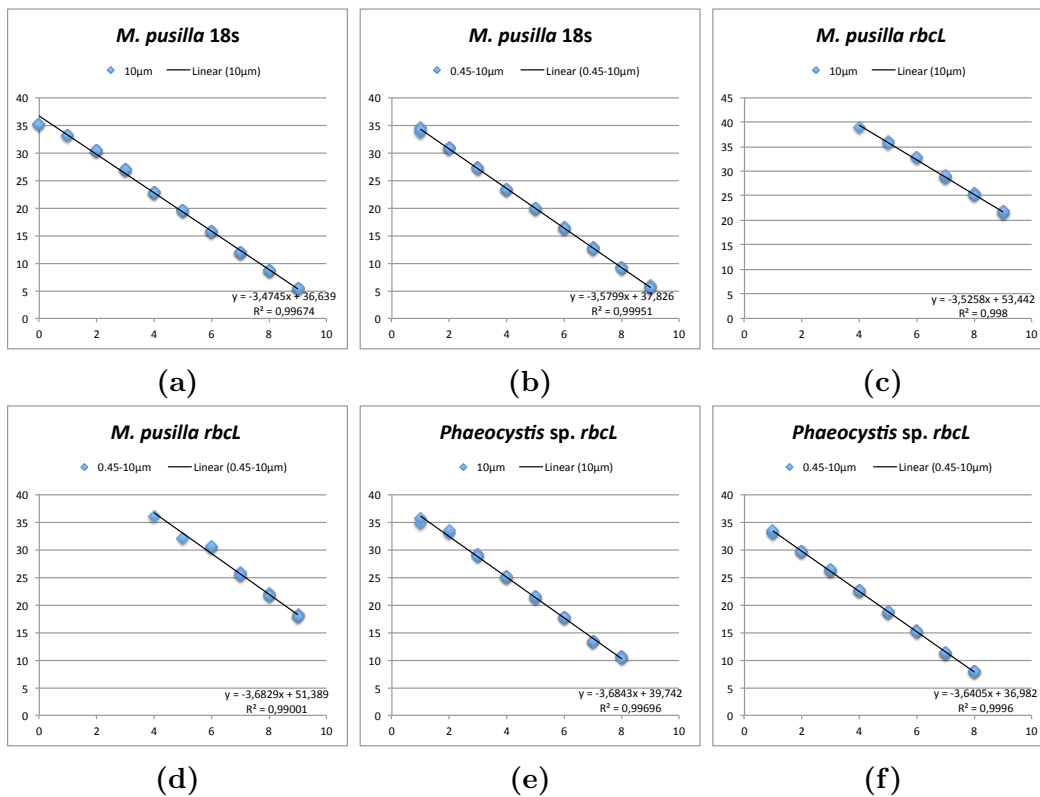 M. pusilla 18s
10µm Linear (10µm)
40
35
30
25
20
15
10
5
0
y = -3,4745x + 36,639
R² = 0,99674
0 2 4 6 8 10
(a)
M. pusilla 18s
0.45-10µm Linear (0.45-10µm)
40
35
30
25
20
15
10
5
0
y = -3,5799x + 37,826
R² = 0,99951
0 2 4 6 8 10
(b)
M. pusilla rbcL
10µm Linear (10µm)
45
40
35
30
25
20
15
10
5
0
y = -3,5258x + 53,442
R² = 0,998
0 2 4 6 8 10
(c)
M. pusilla rbcL
0.45-10µm Linear (0.45-10µm)
40
35
30
25
20
15
10
5
0
y = -3,6829x + 51,389
R² = 0,99001
0 2 4 6 8 10
(d)
Phaeocystis sp. rbcL
10µm Linear (10µm)
40
35
30
25
20
15
10
5
0
y = -3,6843x + 39,742
R² = 0,99696
0 2 4 6 8 10
(e)
Phaeocystis sp. rbcL
0.45-10µm Linear (0.45-10µm)
40
35
30
25
20
15
10
5
0
y = -3,6405x + 36,982
R² = 0,9996
0 2 4 6 8 10
(f)